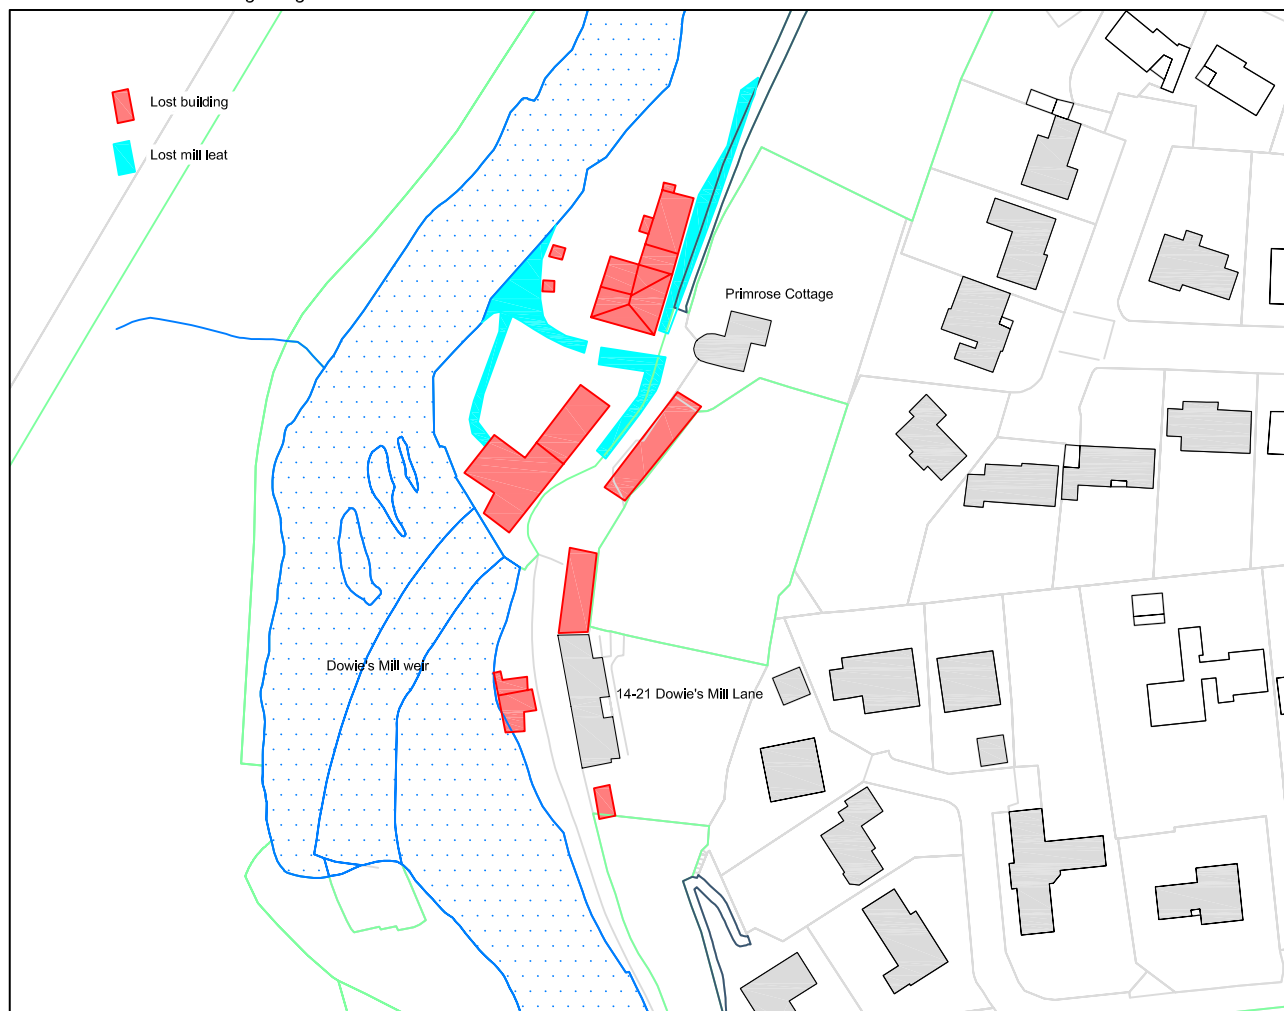 Lost building
Lost mill leat
Primrose Cottage
Dowie's Mill weir
14-21 Dowie's Mill Lane